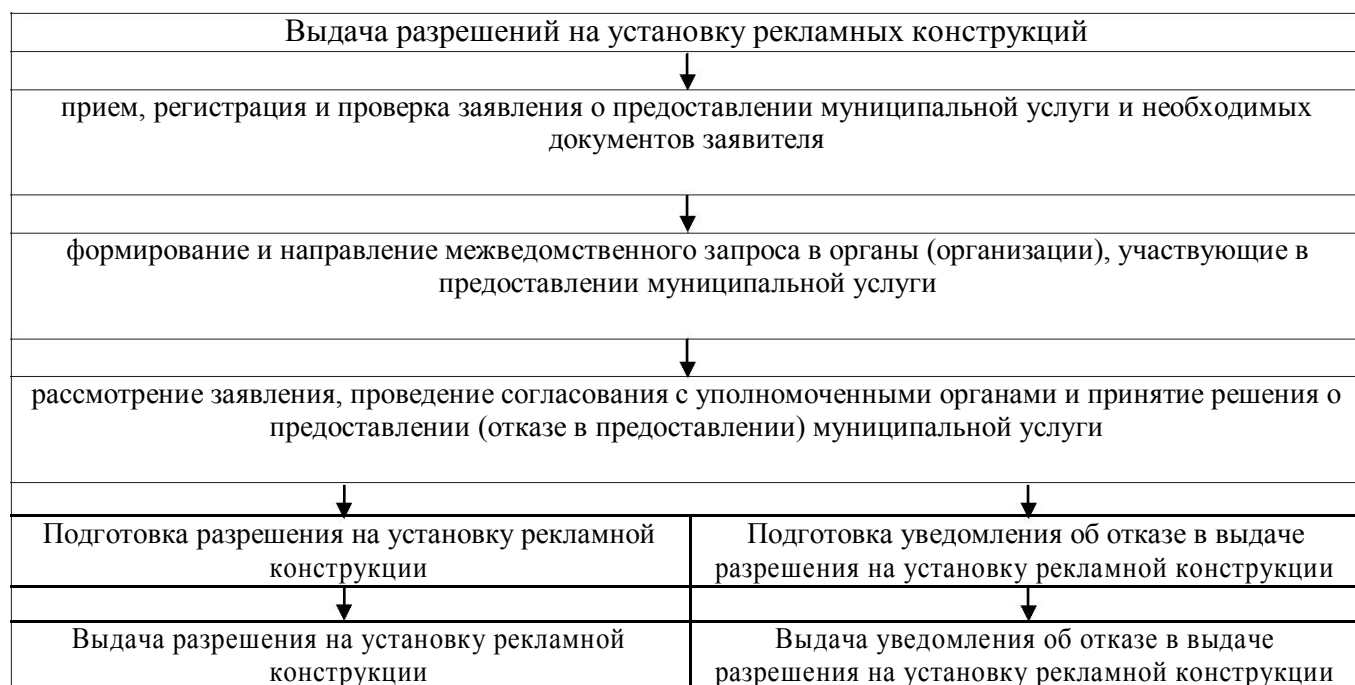 Выдача разрешений на установку рекламных конструкций
прием, регистрация и проверка заявления о предоставлении муниципальной услуги и необходимых
документов заявителя
формирование и направление межведомственного запроса в органы (организации), участвующие в
предоставлении муниципальной услуги
рассмотрение заявления, проведение согласования с уполномоченными органами и принятие решения о
предоставлении (отказе в предоставлении) муниципальной услуги
Подготовка разрешения на установку рекламной
конструкции
Подготовка уведомления об отказе в выдаче
разрешения на установку рекламной конструкции
Выдача разрешения на установку рекламной
конструкции
Выдача уведомления об отказе в выдаче
разрешения на установку рекламной конструкции